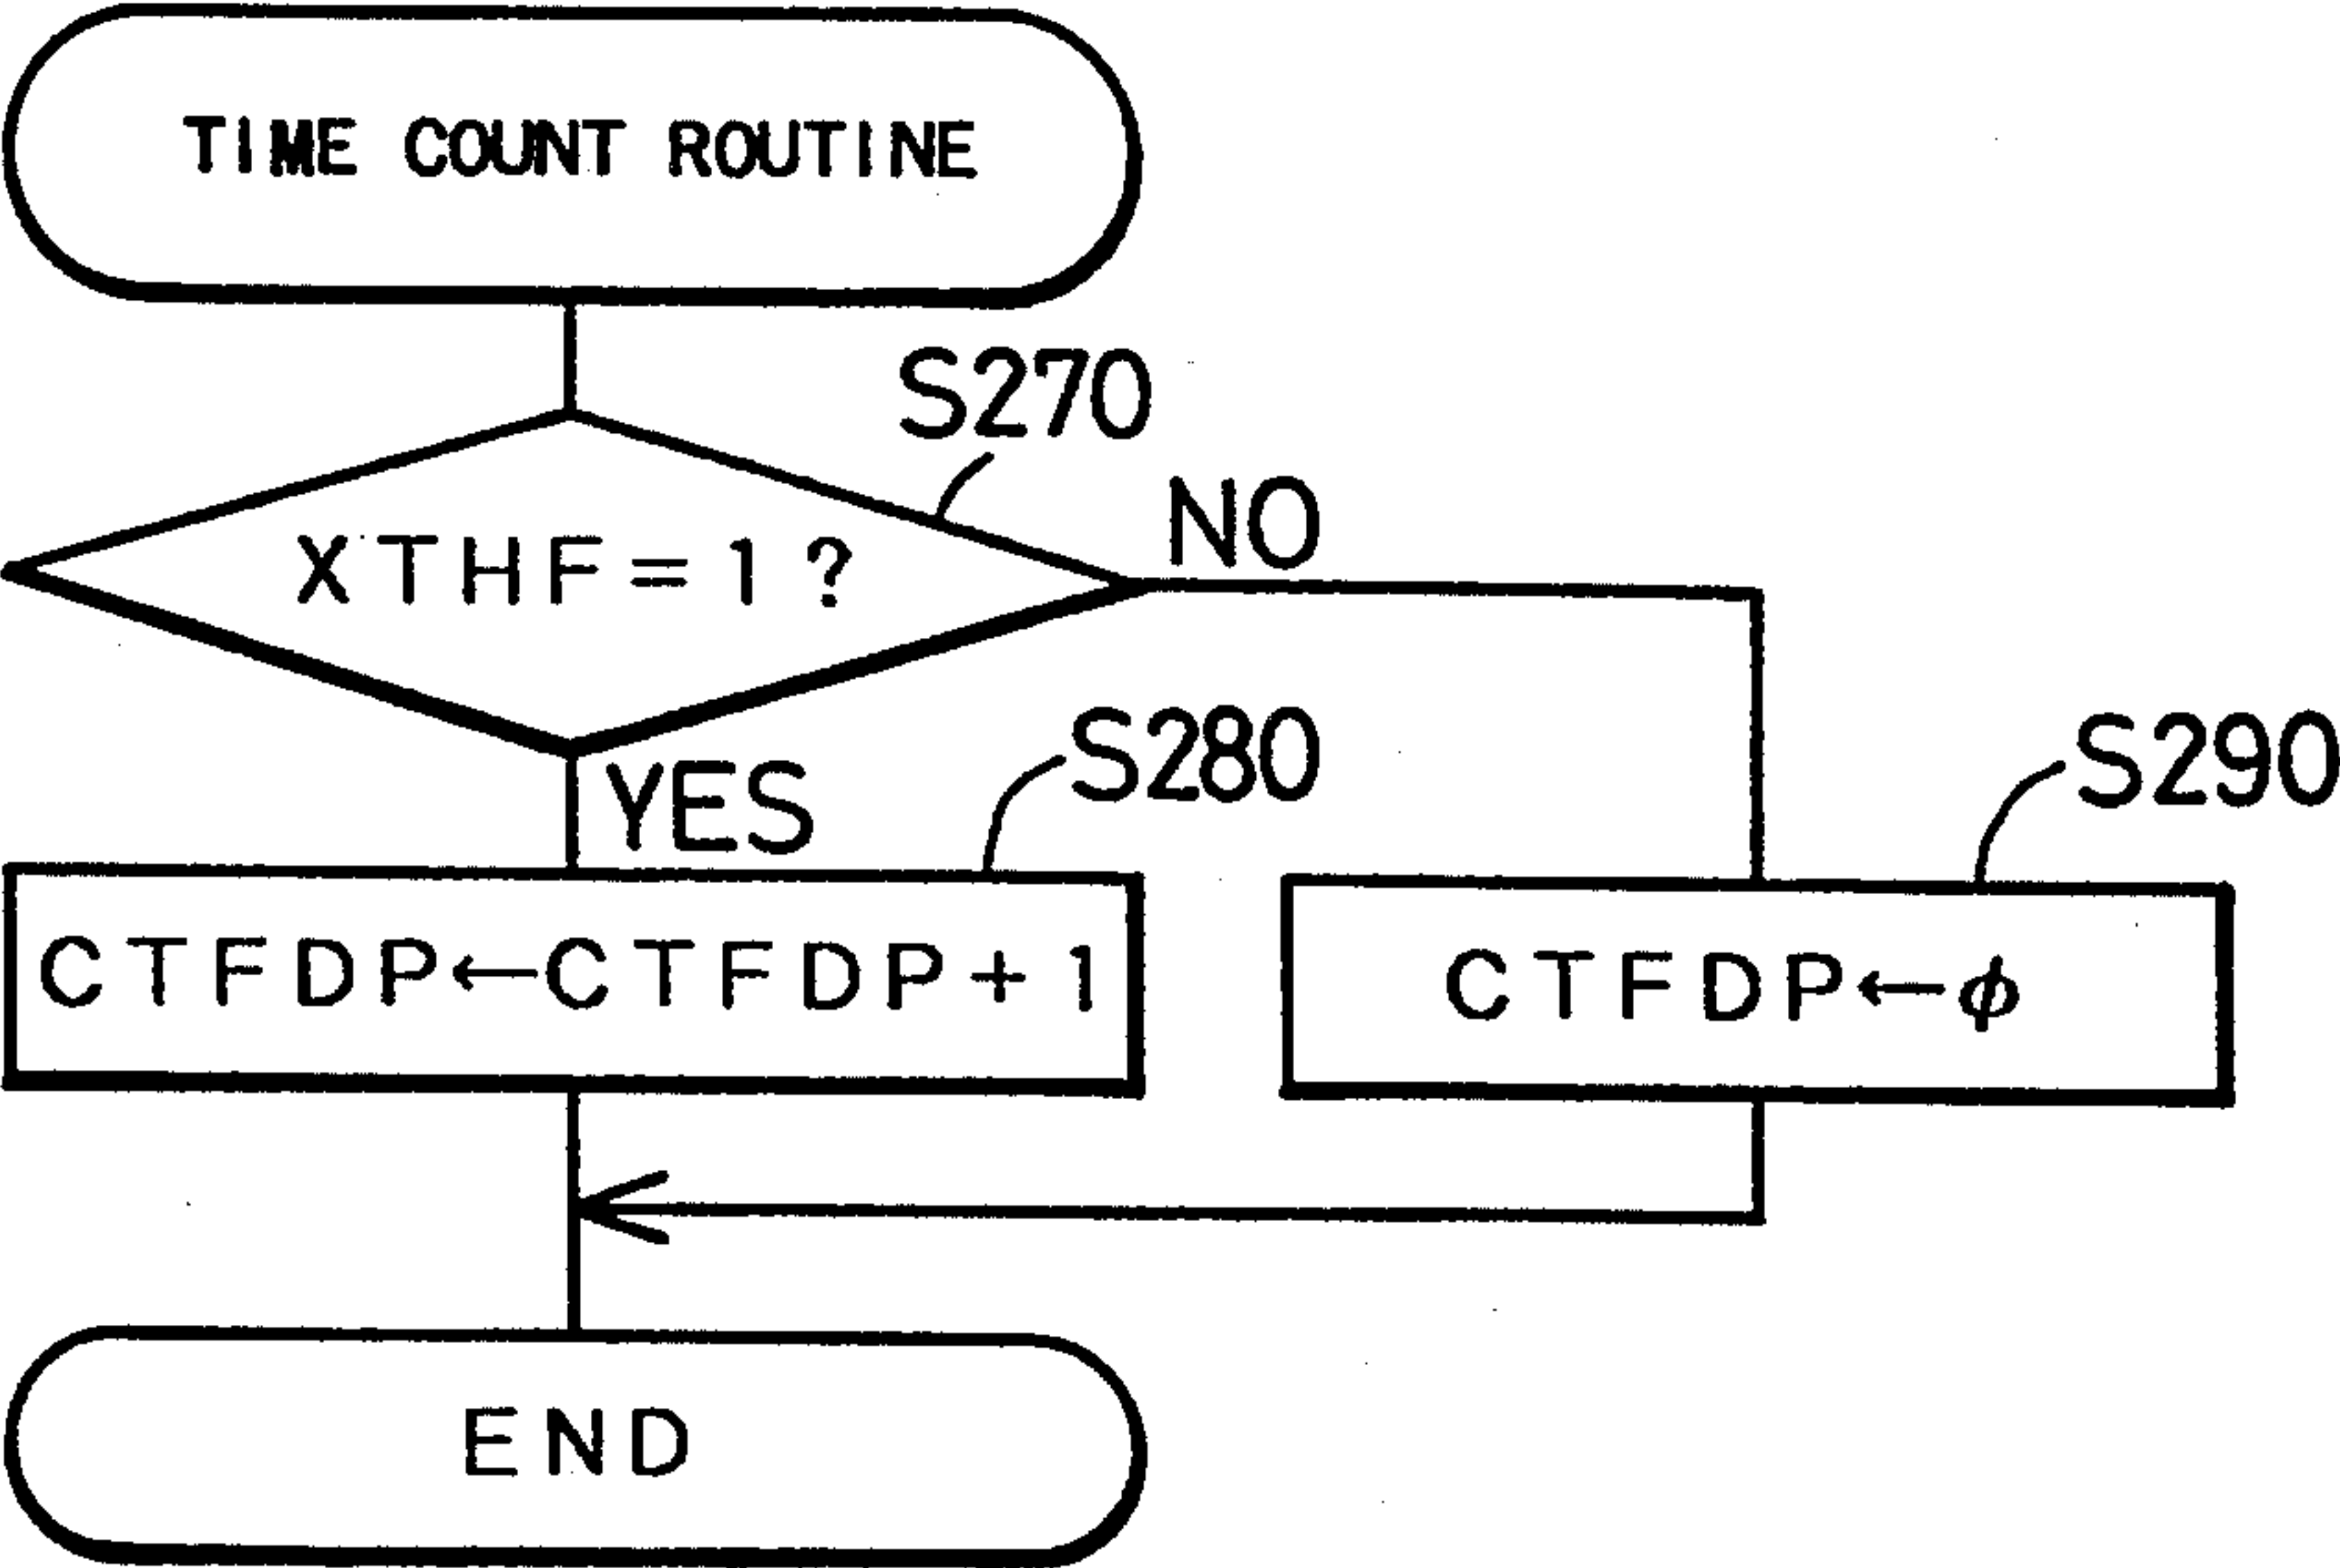 TIME COUNT ROUTINE
S270
XTHF=1?
NO
YES
S280
S290
CTFDP←CTFDP+1
CTFDP←ϕ
END